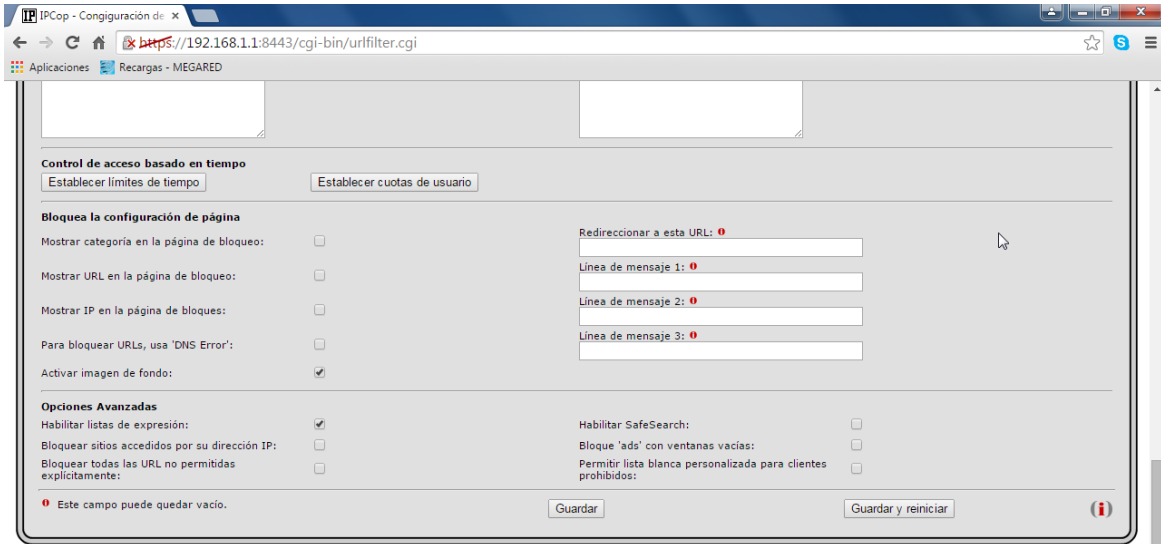 IPCop - Congiguración de
https://192.168.1.1:8443/cgi-bin/urlfilter.cgi
Aplicaciones Recargas - MEGARED
Control de acceso basado en tiempo
Establecer límites de tiempo Establecer cuotas de usuario
Bloquea la configuración de página
Mostrar categoría en la página de bloqueo: Redireccionar a esta URL:
Mostrar URL en la página de bloqueo: Línea de mensaje 1:
Mostrar IP en la página de bloques: Línea de mensaje 2:
Para bloquear URLs, usa 'DNS Error': Línea de mensaje 3:
Activar imagen de fondo:
Opciones Avanzadas
Habilitar listas de expresión: Habilitar SafeSearch:
Bloquear sitios accedidos por su dirección IP: Bloque 'ads' con ventanas vacías:
Bloquear todas las URL no permitidas Permitir lista blanca personalizada para clientes
explícitamente: prohibidos:
Este campo puede quedar vacío. Guardar Guardar y reiniciar